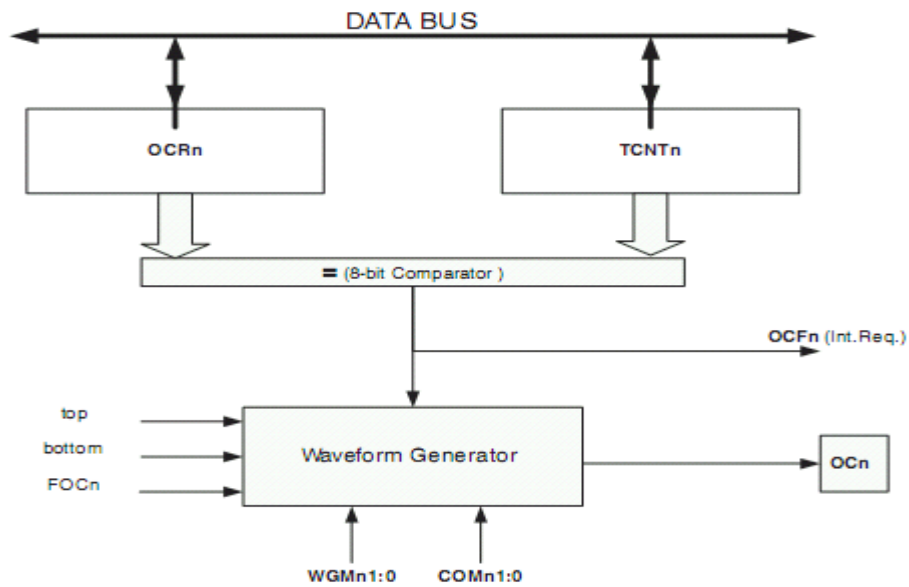 DATA BUS
OCRn
TCNTn
= (8-bit Comparator )
OCFn (Int.Req.)
top
bottom
FOCn
Waveform Generator
OCn
WGMn1:0
COMn1:0